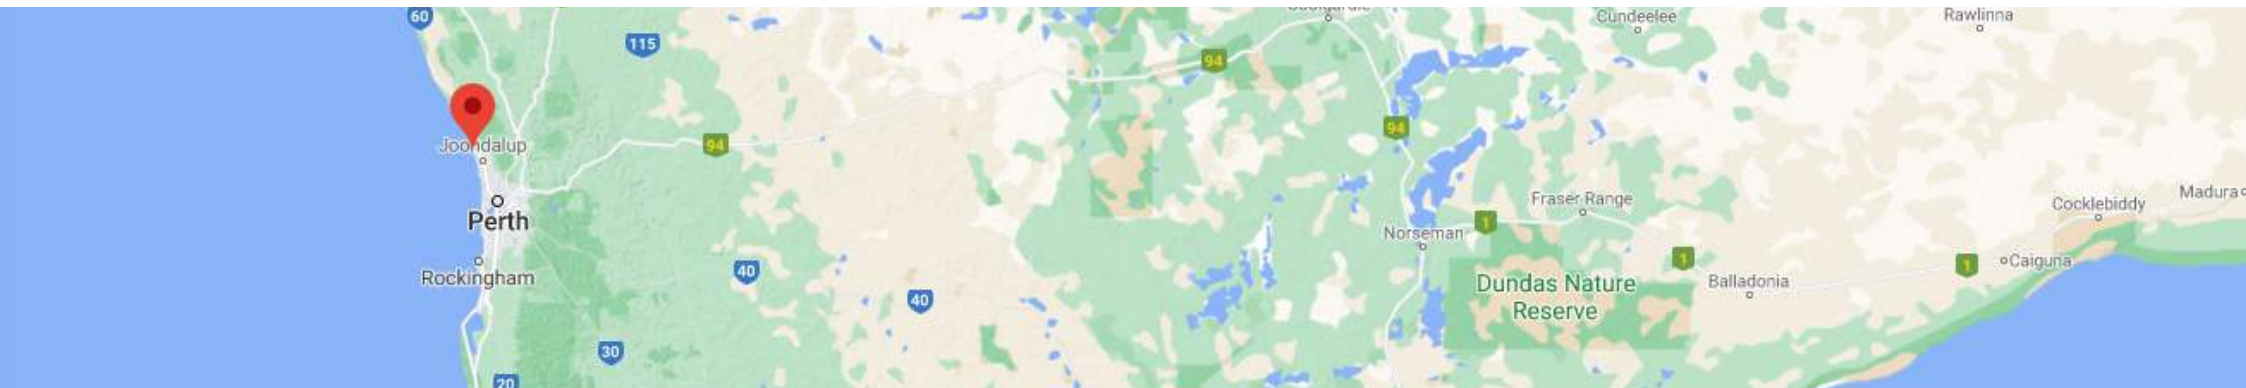 60
Cundeelee
Rawlinna
115
94
94
Joondalup
94
Perth
Fraser Range
Madura
Cocklebiddy
1
Norseman
Rockingham
40
1
1
Caiguna
Dundas Nature
Reserve
Balladonia
40
30
20